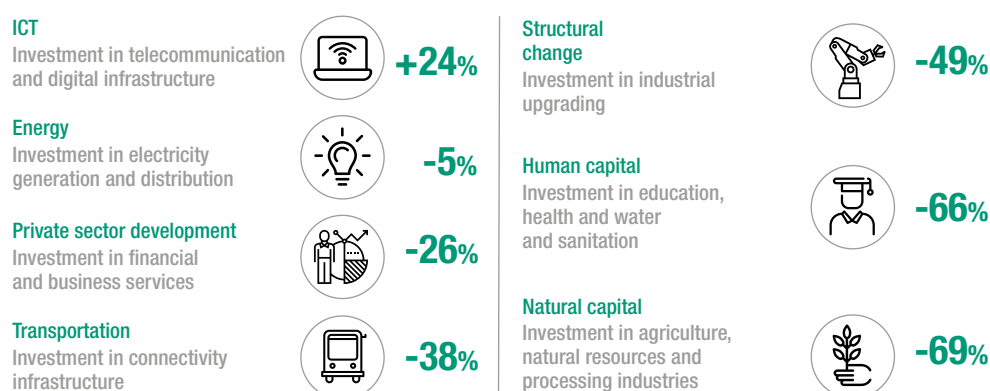 ICT
Investment in telecommunication
and digital infrastructure
+24%
Energy
Investment in electricity
generation and distribution
-5%
Private sector development
Investment in financial
and business services
-26%
Transportation
Investment in connectivity
infrastructure
-38%
Structural
change
Investment in industrial
upgrading
-49%
Human capital
Investment in education,
health and water
and sanitation
-66%
Natural capital
Investment in agriculture,
natural resources and
processing industries
-69%